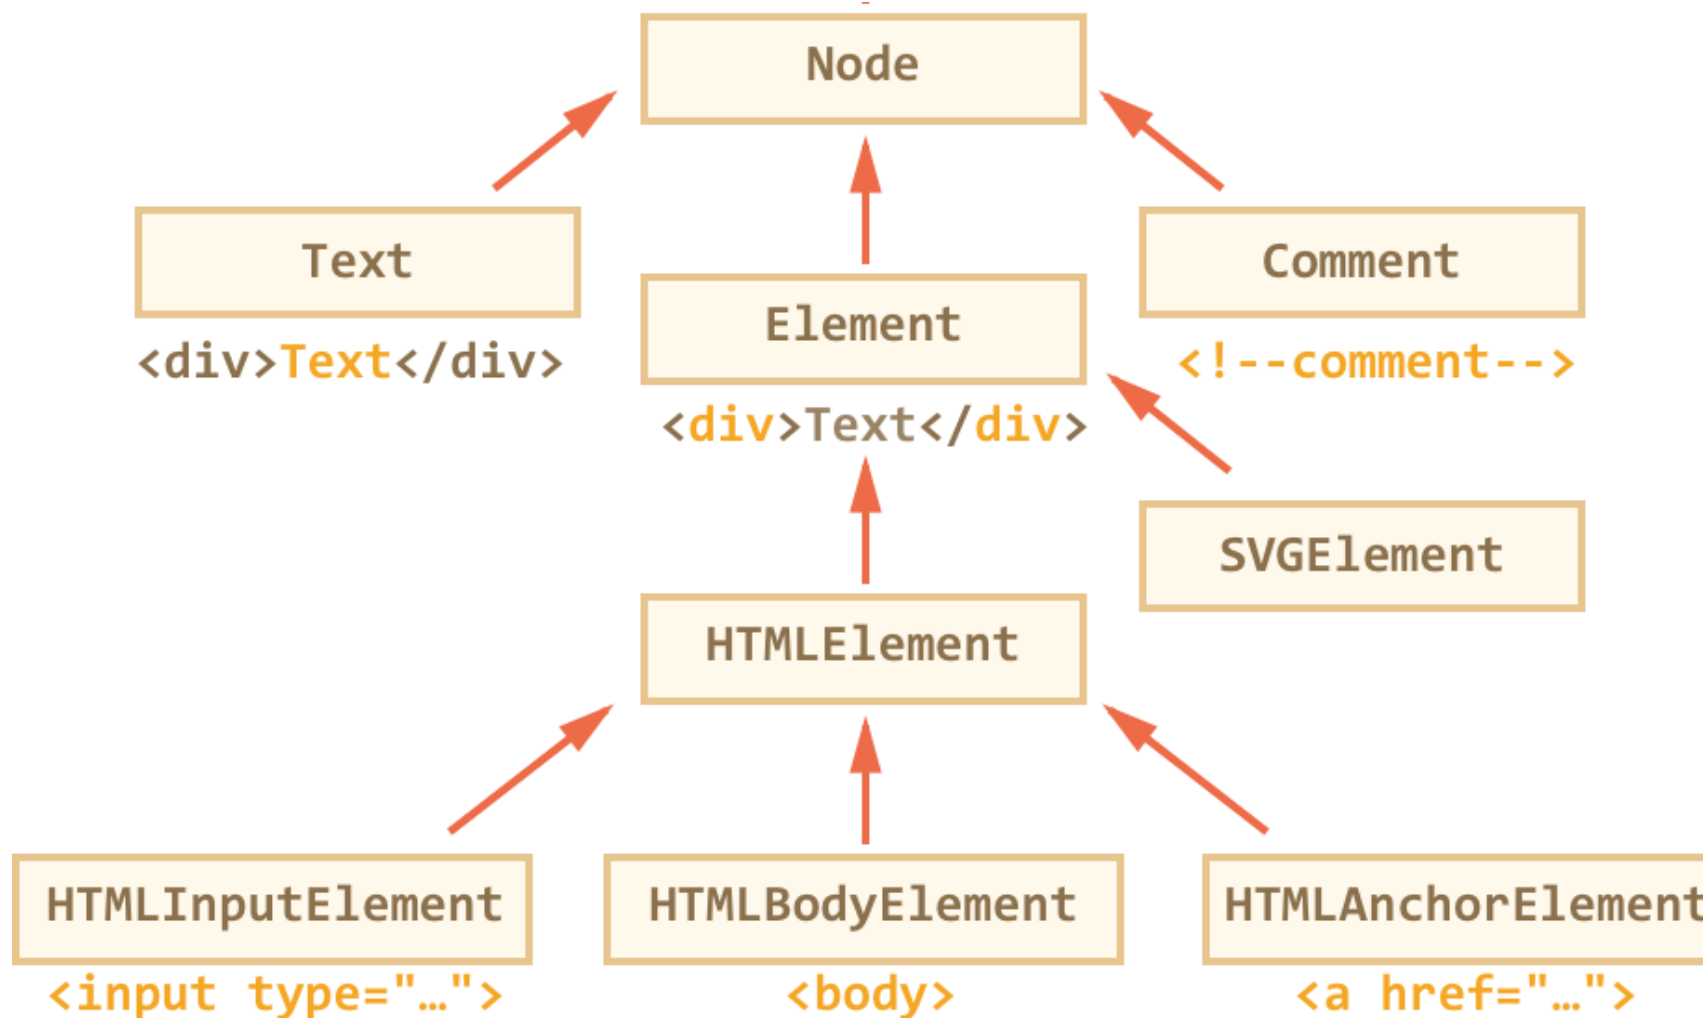 Node
Text
Comment
Element
<div>Text</div>
<!--comment-->
<div>Text</div>
SVGElement
HTMLElement
HTMLInputElement
HTMLBodyElement
HTMLAnchorElement
<input type="…">
<body>
<a href="…">